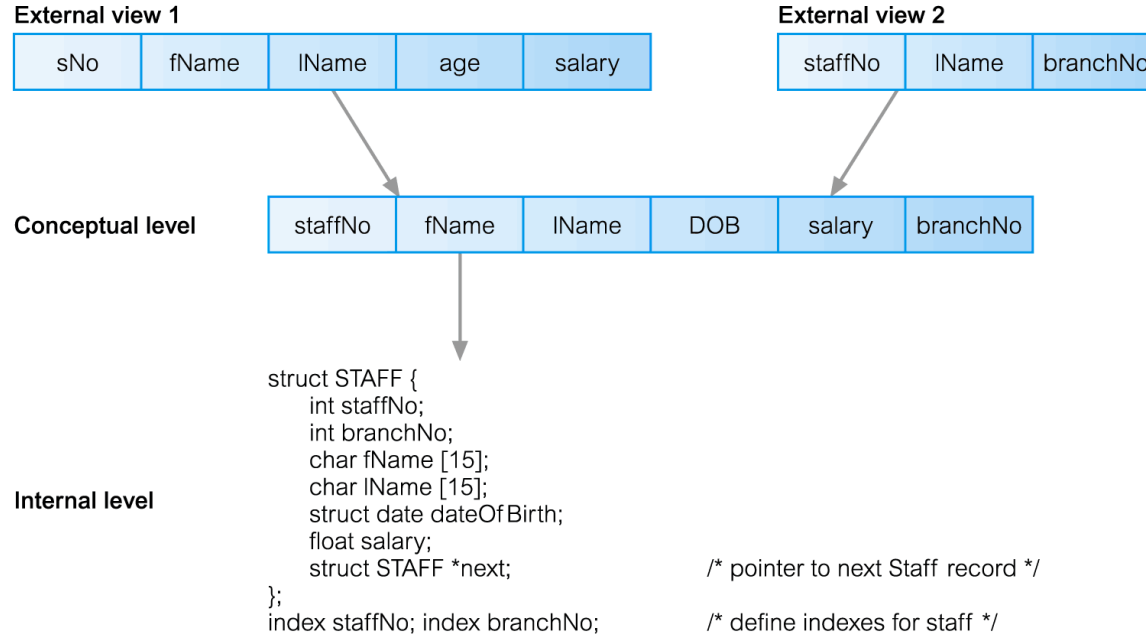 External view 1 External view 2
sNo fName lName age salary staffNo lName branchNo
Conceptual level staffNo fName lName DOB salary branchNo
struct STAFF {
int staffNo;
int branchNo;
char fName [15];
char lName [15];
Internal level
struct date dateOfBirth;
float salary;
struct STAFF *next; /* pointer to next Staff record */
};
index staffNo; index branchNo; /* define indexes for staff */